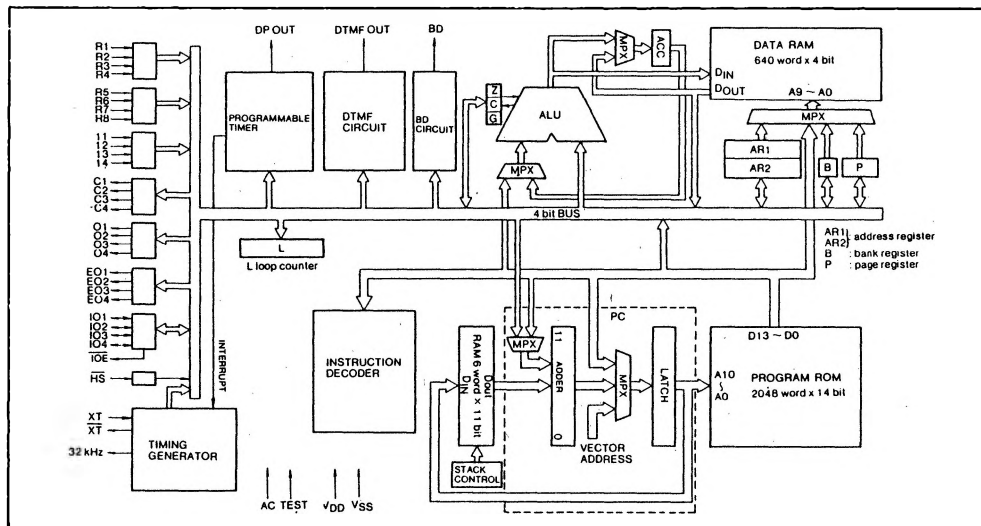 DP OUT
DTMF OUT
BD
R1
R2
R3
R4
R5
R6
R7
R8
11
12
13
14
C1
C2
C3
C4
O1
O2
O3
O4
EO1
EO2
EO3
EO4
IO1
IO2
IO3
IO4
IOE
HS
XT
XT
32 kHz
PROGRAMMABLE
TIMER
DTMF
CIRCUIT
BD
CIRCUIT
Z
C
G
ALU
MPX
MPX
ACC
DATA RAM
640 word x 4 bit
DIN
DOUT
A9 ~ A0
MPX
AR1
AR2
B
P
4 bit BUS
L
L loop counter
AR1
AR2 : address register
B : bank register
P : page register
INTERRUPT
TIMING
GENERATOR
INSTRUCTION
DECODER
RAM 6 word x 11 bit
DIN
Dout
STACK
CONTROL
PC
MPX
11
ADDER
0
MPX
LATCH
VECTOR
ADDRESS
D13 ~ D0
A10
~
A0
PROGRAM ROM
2048 word x 14 bit
AC
TEST
VDD
VSS